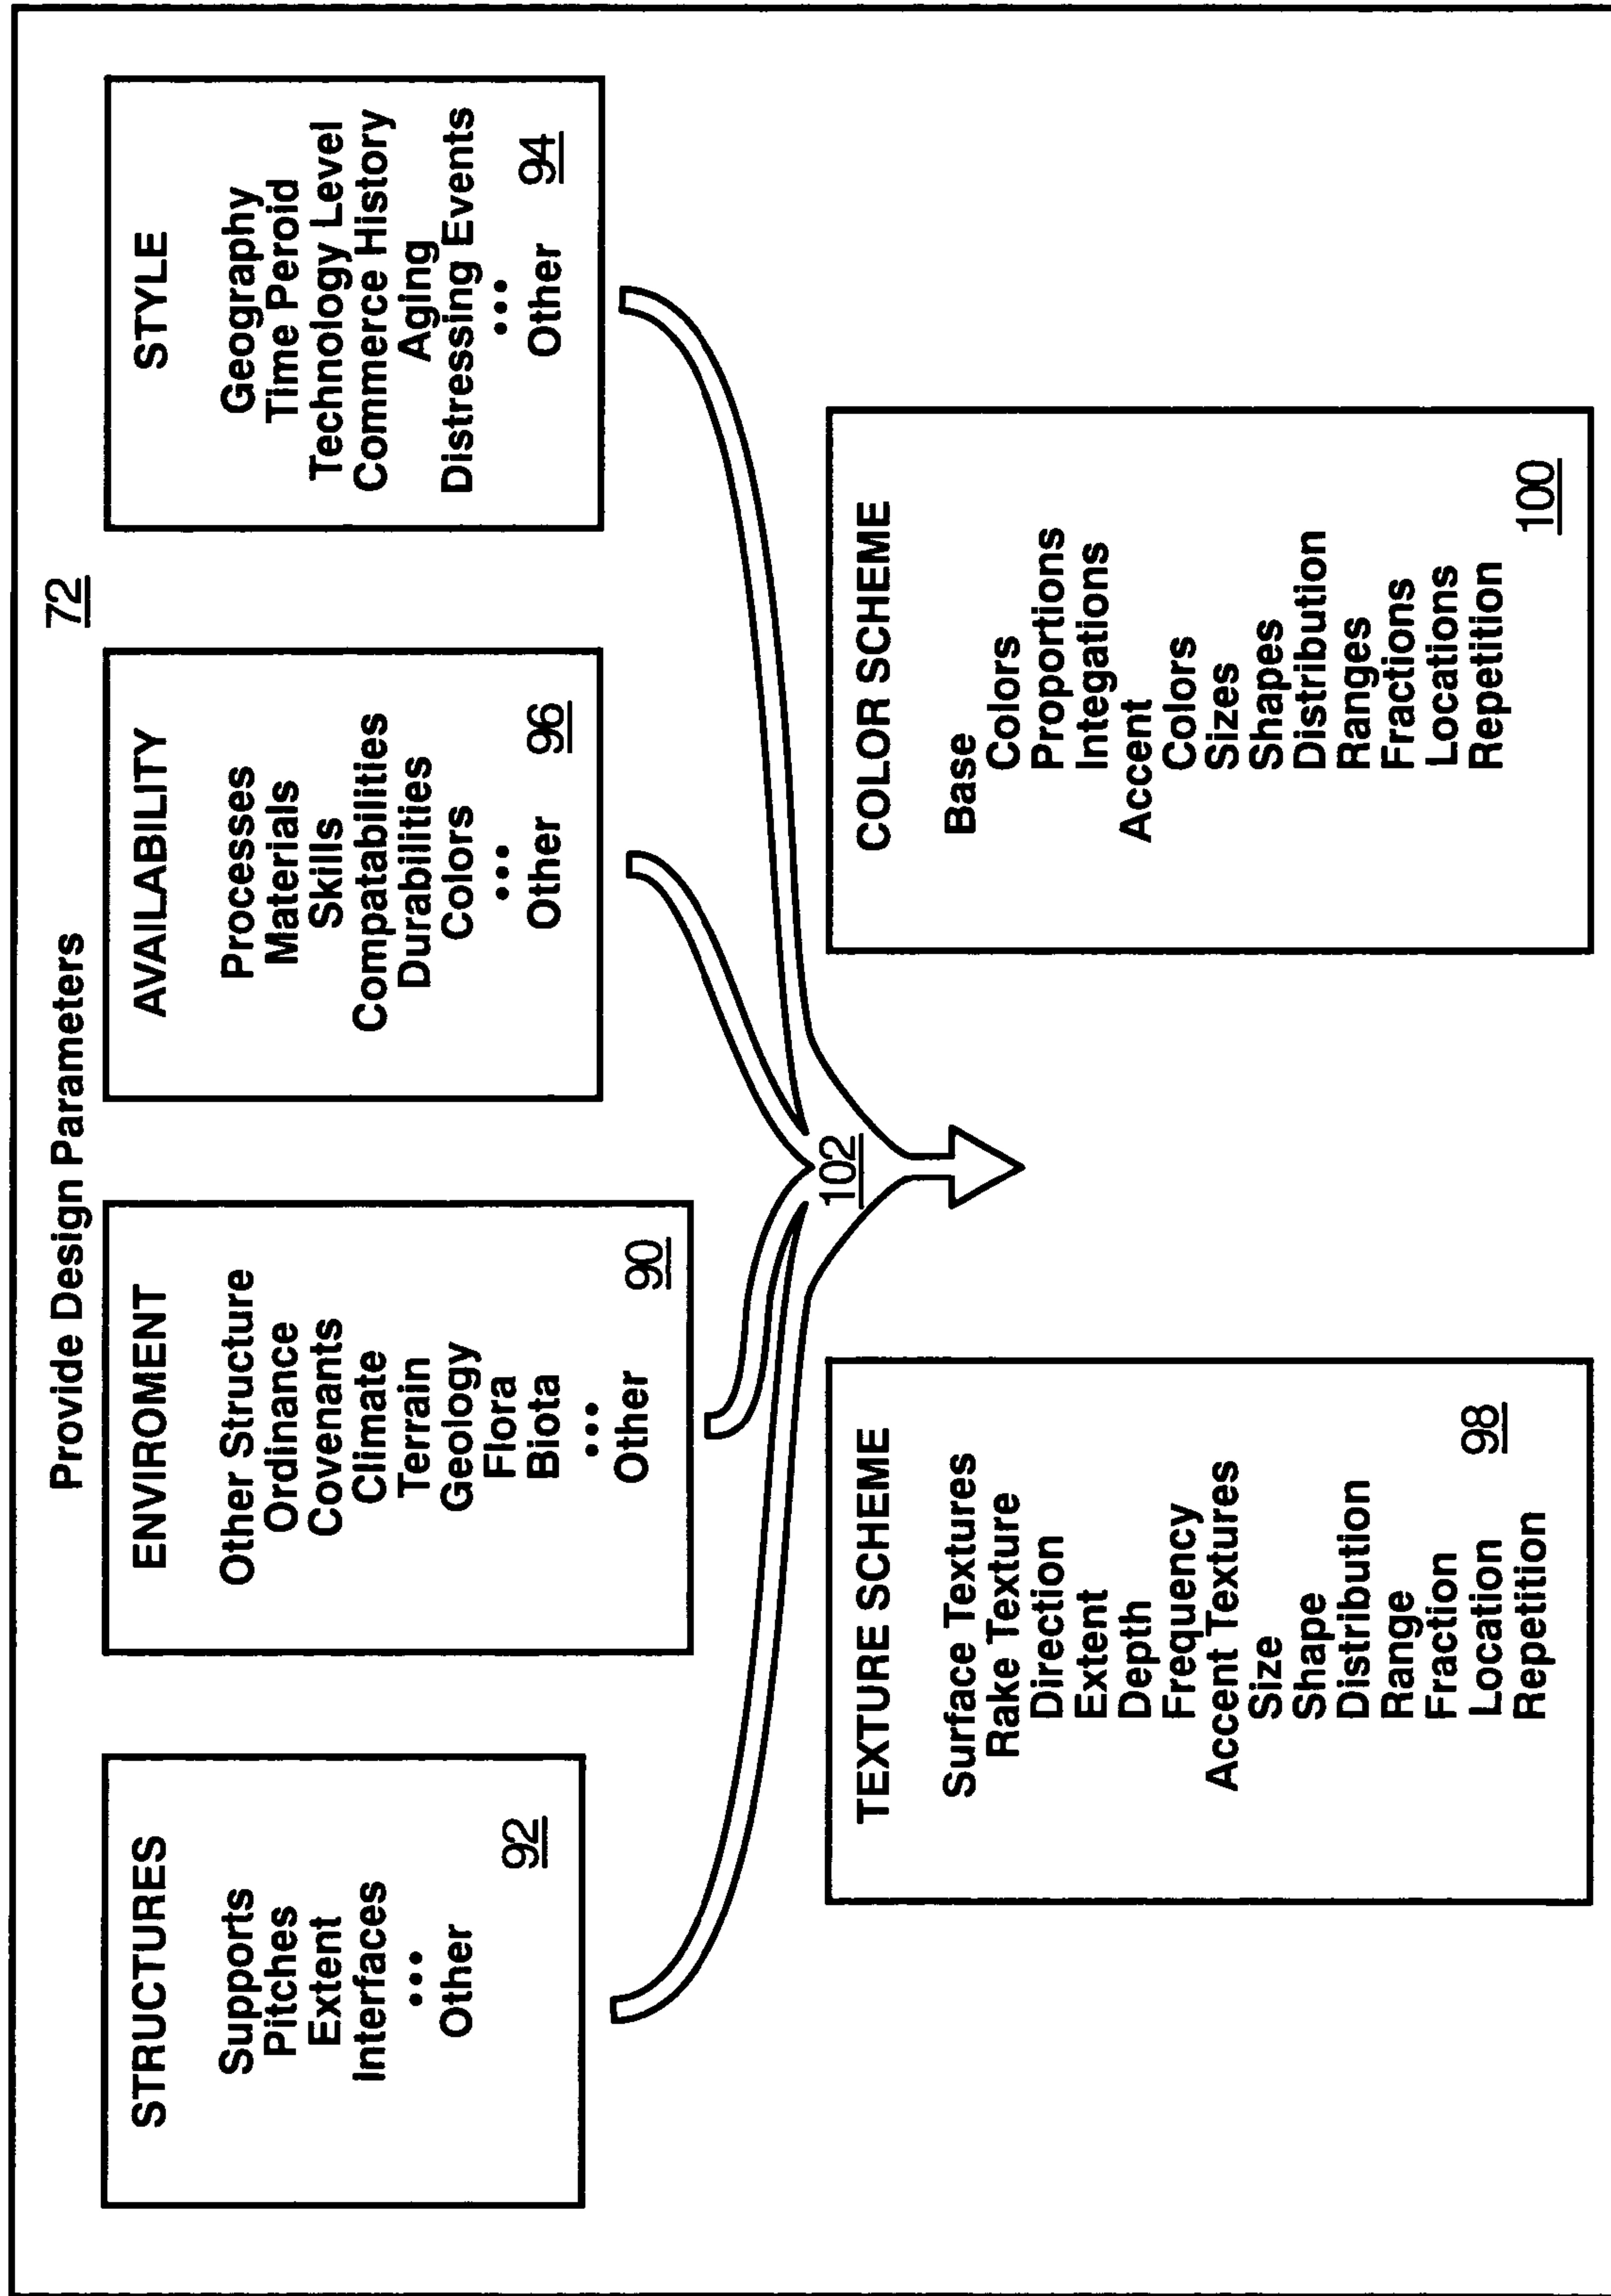 Provide Design Parameters
72
STRUCTURES
Supports
Pitches
Extent
Interfaces
•••
Other
92
ENVIROMENT
Other Structure
Ordinance
Covenants
Climate
Terrain
Geology
Flora
Biota
•••
Other
90
AVAILABILITY
Processes
Materials
Skills
Compatabilities
Durabilities
Colors
•••
Other
96
STYLE
Geography
Time Peroid
Technology Level
Commerce History
Aging
Distressing Events
•••
Other
94
102
TEXTURE SCHEME
Surface Textures
Rake Texture
Direction
Extent
Depth
Frequency
Accent Textures
Size
Shape
Distribution
Range
Fraction
Location
Repetition
98
COLOR SCHEME
Base
Colors
Proportions
Integations
Accent
Colors
Sizes
Shapes
Distribution
Ranges
Fractions
Locations
Repetition
100